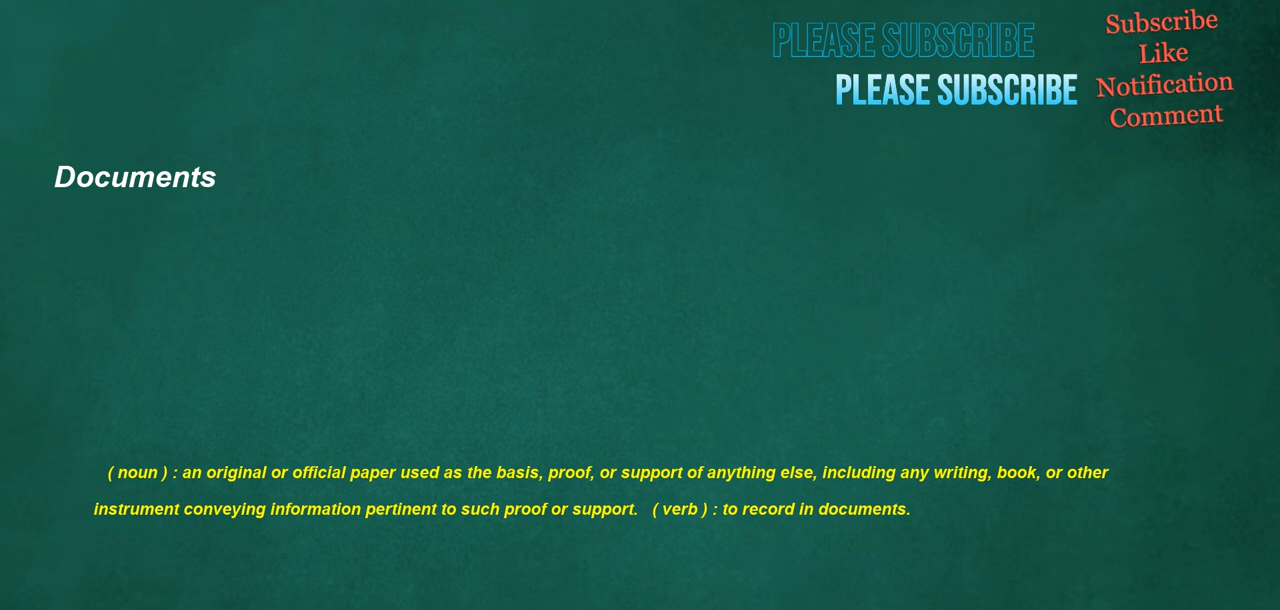 PLEASE SUBSCRIBE
PLEASE SUBSCRIBE
Subscribe
Like
Notification
Comment
Documents
( noun ) : an original or official paper used as the basis, proof, or support of anything else, including any writing, book, or other
instrument conveying information pertinent to such proof or support. ( verb ) : to record in documents.